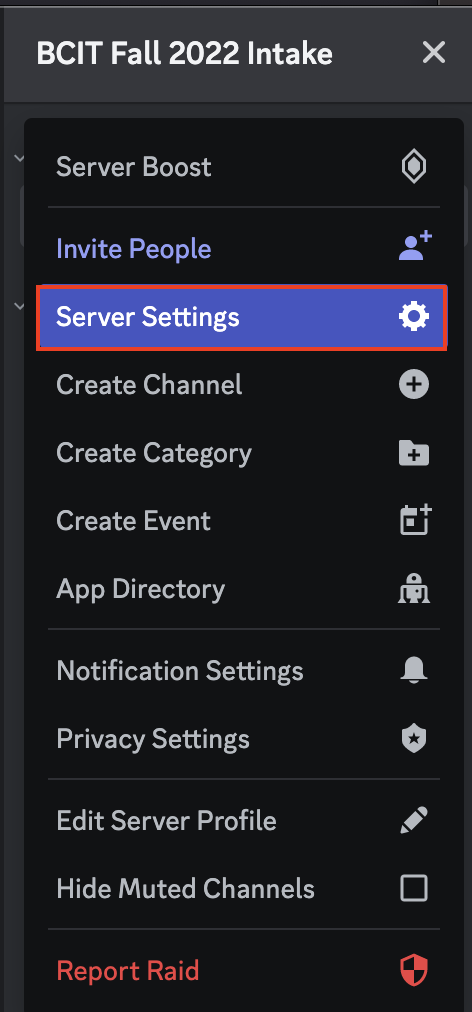 BCIT Fall 2022 Intake
Server Boost
Invite People
Server Settings
Create Channel
Create Category
Create Event
App Directory
Notification Settings
Privacy Settings
Edit Server Profile
Hide Muted Channels
Report Raid